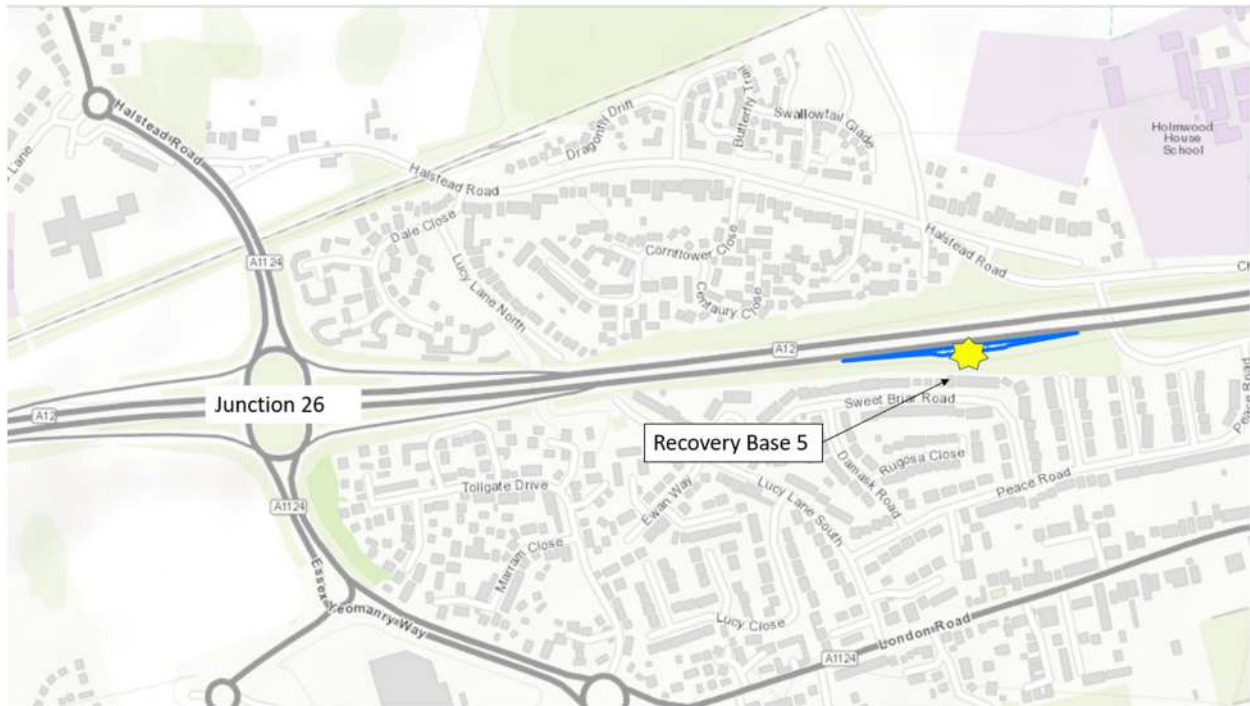 Halstead Road
Lane
Dragonfly Drift
Butterfly Trail
Swallowtail Glade
Holmwood
House
School
Halstead Road
Dale Close
Cornflower Close
Halstead Road
A1124
Lucy Lane North
Centaury Close
Ch
A12
Junction 26
A12
Sweet Briar Road
Recovery Base 5
Peace Road
Rugosa Close
Damask Road
Peace Road
Tollgate Drive
Ewan Way
Lucy Lane South
A1124
Marram Close
Essex Yeomanry Way
Lucy Close
London Road
A1124